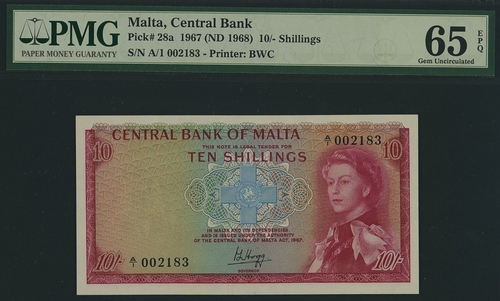 PMG
PAPER MONEY GUARANTY
Malta, Central Bank
Pick# 28a 1967 (ND 1968) 10/- Shillings
S/N A/1 002183 - Printer: BWC
65 EPQ
Gem Uncirculated
CENTRAL BANK OF MALTA
10 THIS NOTE IS LEGAL TENDER FOR A/1 002183 10
TEN SHILLINGS
IN MALTA AND ITS DEPENDENCIES
AND IS ISSUED UNDER THE AUTHORITY
OF THE CENTRAL BANK OF MALTA ACT, 1967.
10/- A/1 002183 10/-
GOVERNOR